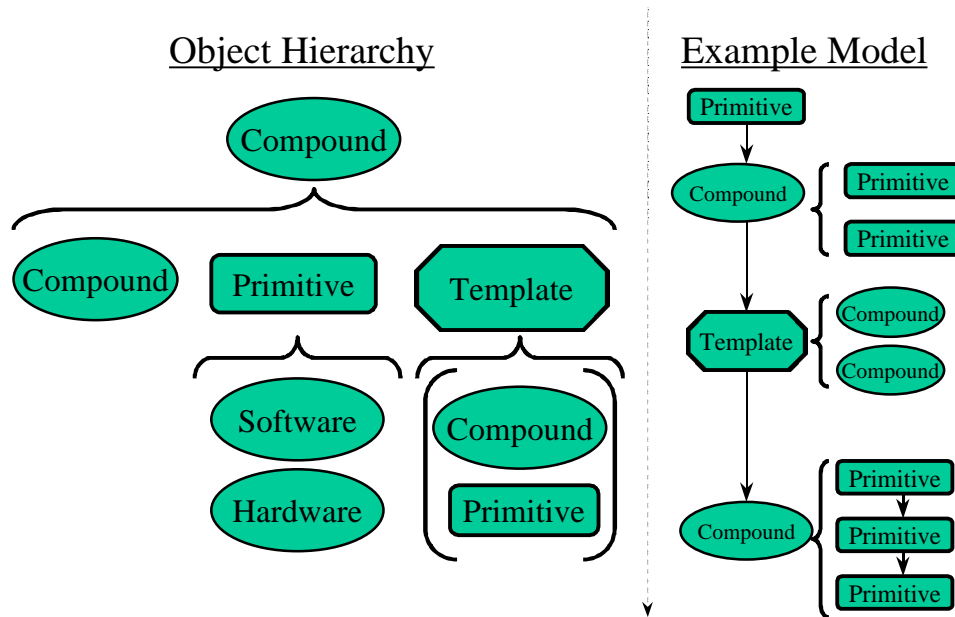 Object Hierarchy
Compound
Compound
Primitive
Template
Software
Hardware
Compound
Primitive
Example Model
Primitive
Compound
Primitive
Primitive
Template
Compound
Compound
Compound
Primitive
Primitive
Primitive